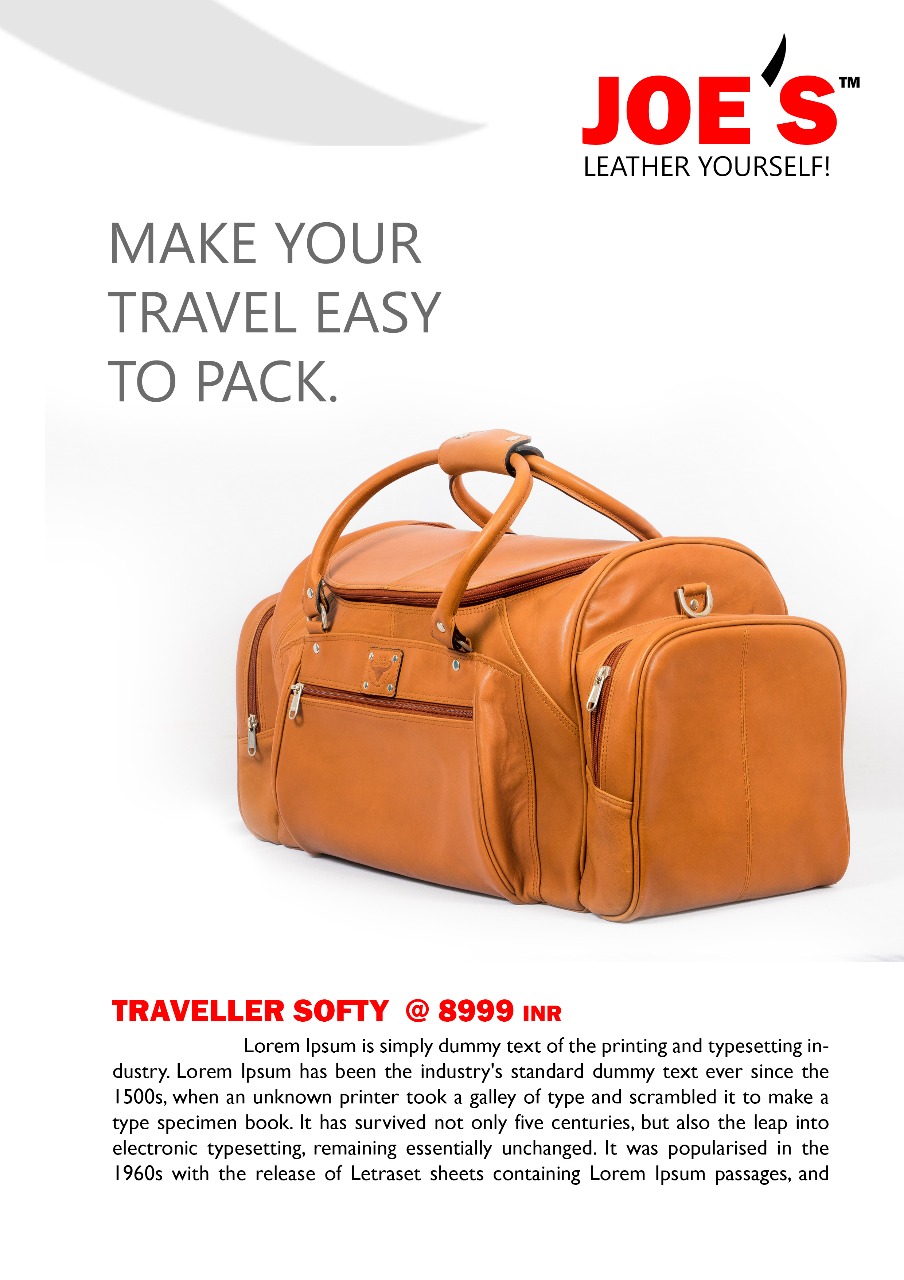 JOE'S™
LEATHER YOURSELF!
MAKE YOUR
TRAVEL EASY
TO PACK.
TRAVELLER SOFTY @ 8999 INR
Lorem Ipsum is simply dummy text of the printing and typesetting in-
dustry. Lorem Ipsum has been the industry's standard dummy text ever since the
1500s, when an unknown printer took a galley of type and scrambled it to make a
type specimen book. It has survived not only five centuries, but also the leap into
electronic typesetting, remaining essentially unchanged. It was popularised in the
1960s with the release of Letraset sheets containing Lorem Ipsum passages, and